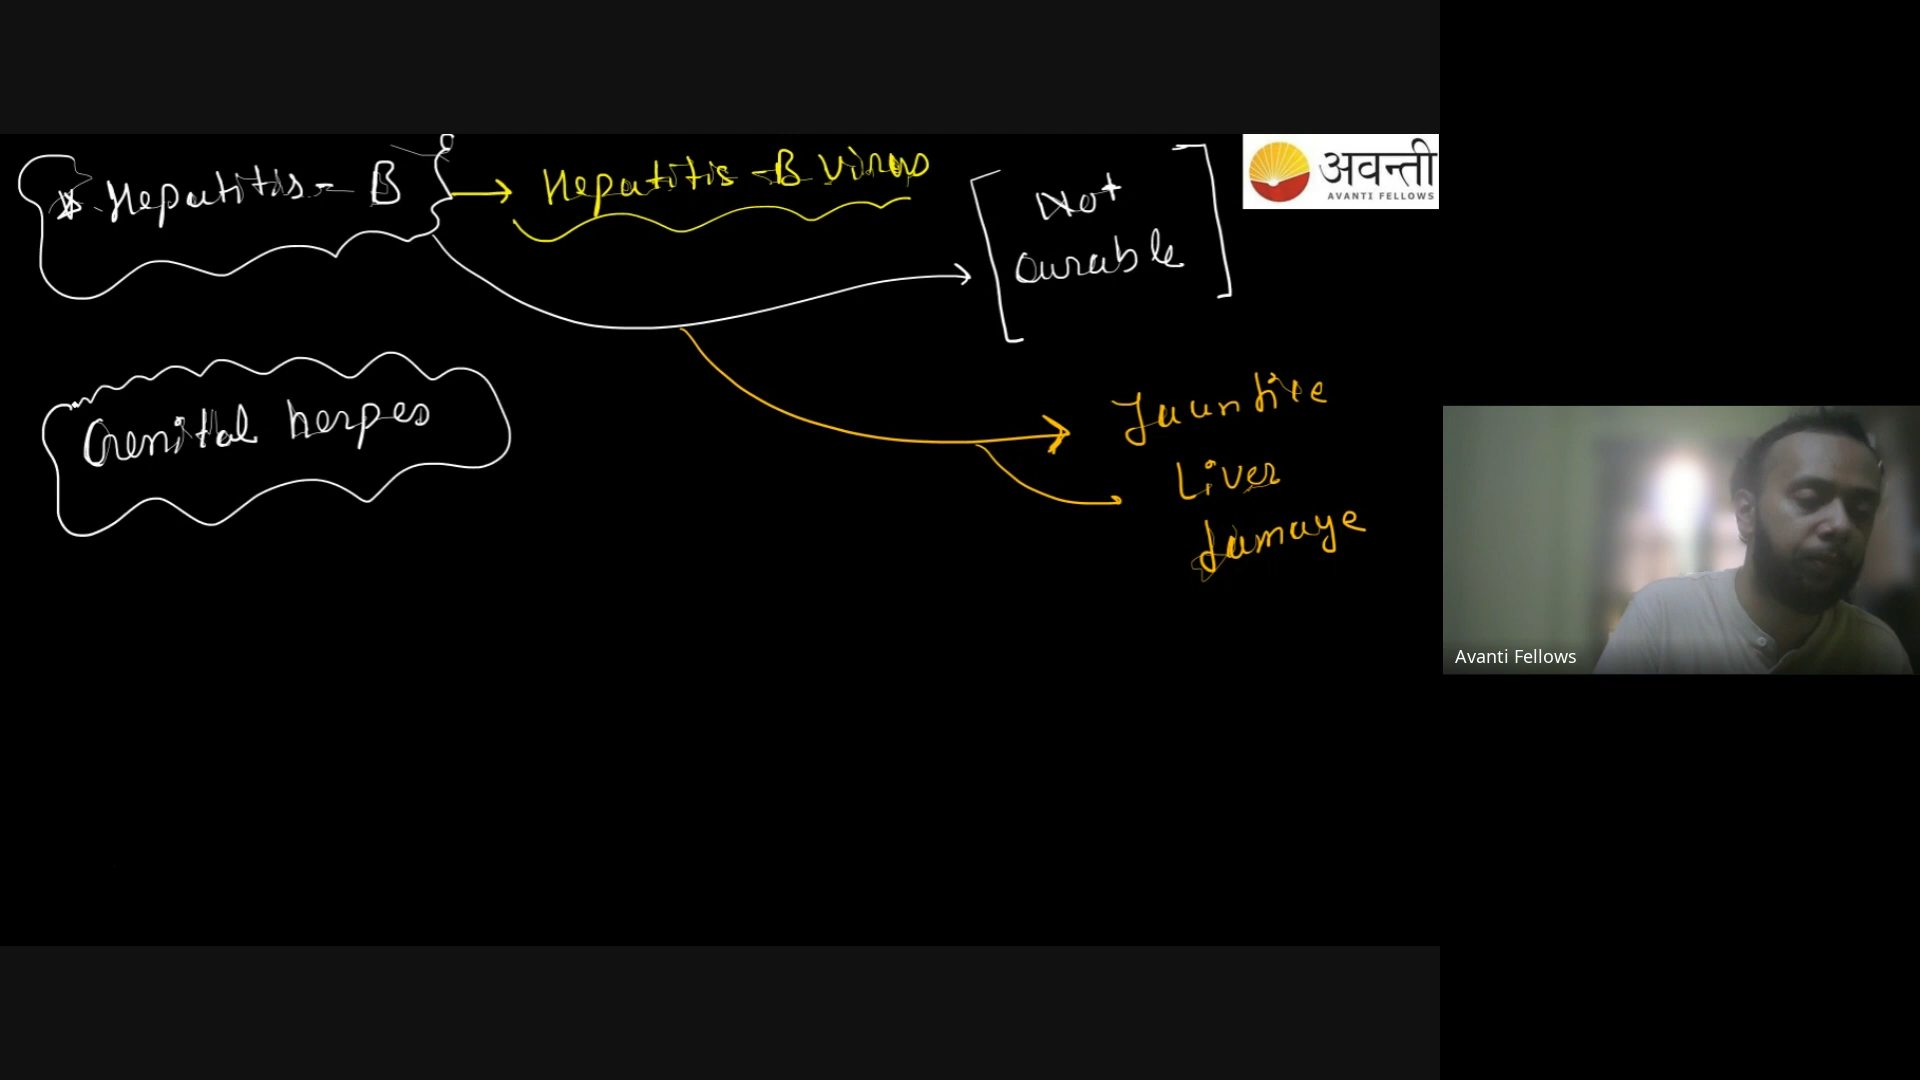 * Hepatitis - B
Hepatitis - B virus
Not
Curable
अवन्ती
AVANTI FELLOWS
Genital herpes
Jaundice
Liver
damage
Avanti Fellows